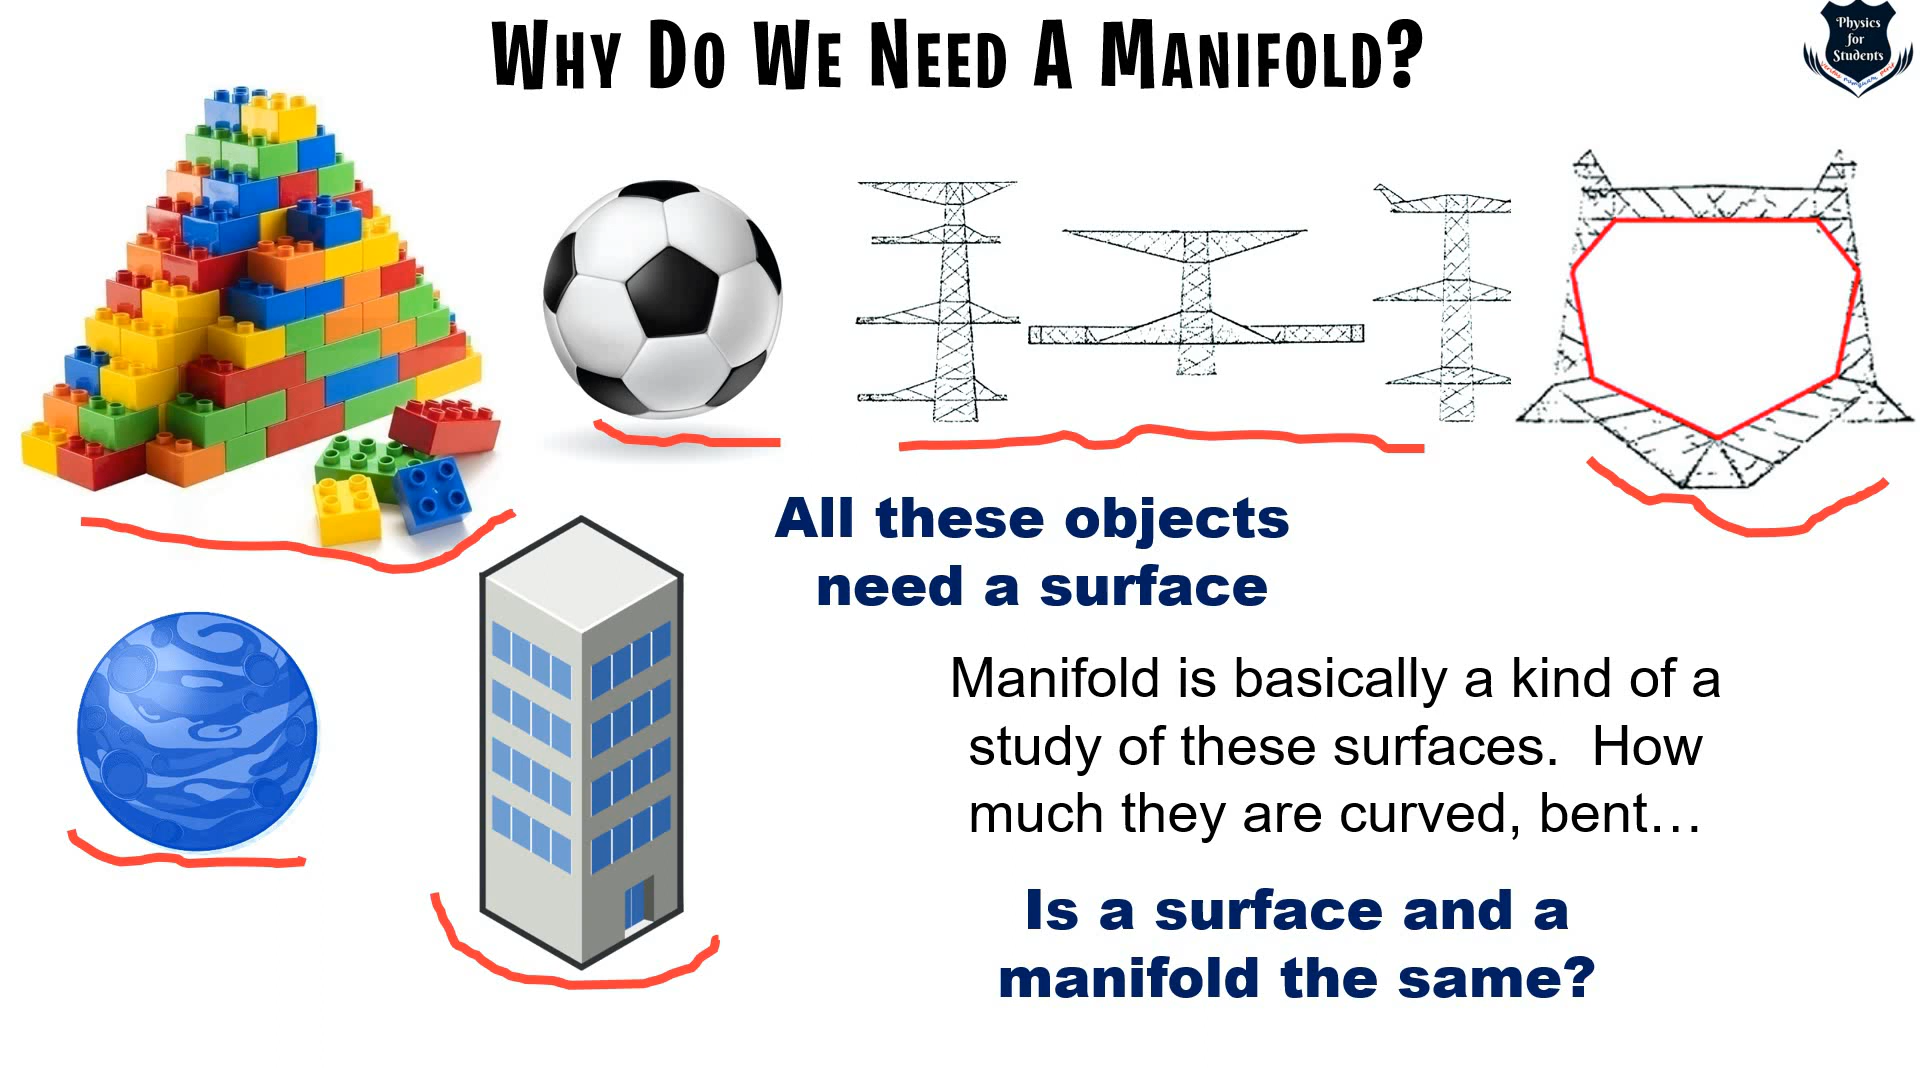 Why Do We Need A Manifold?
Physics
for
Students
All these objects
need a surface
Manifold is basically a kind of a
study of these surfaces.  How
much they are curved, bent…
Is a surface and a
manifold the same?